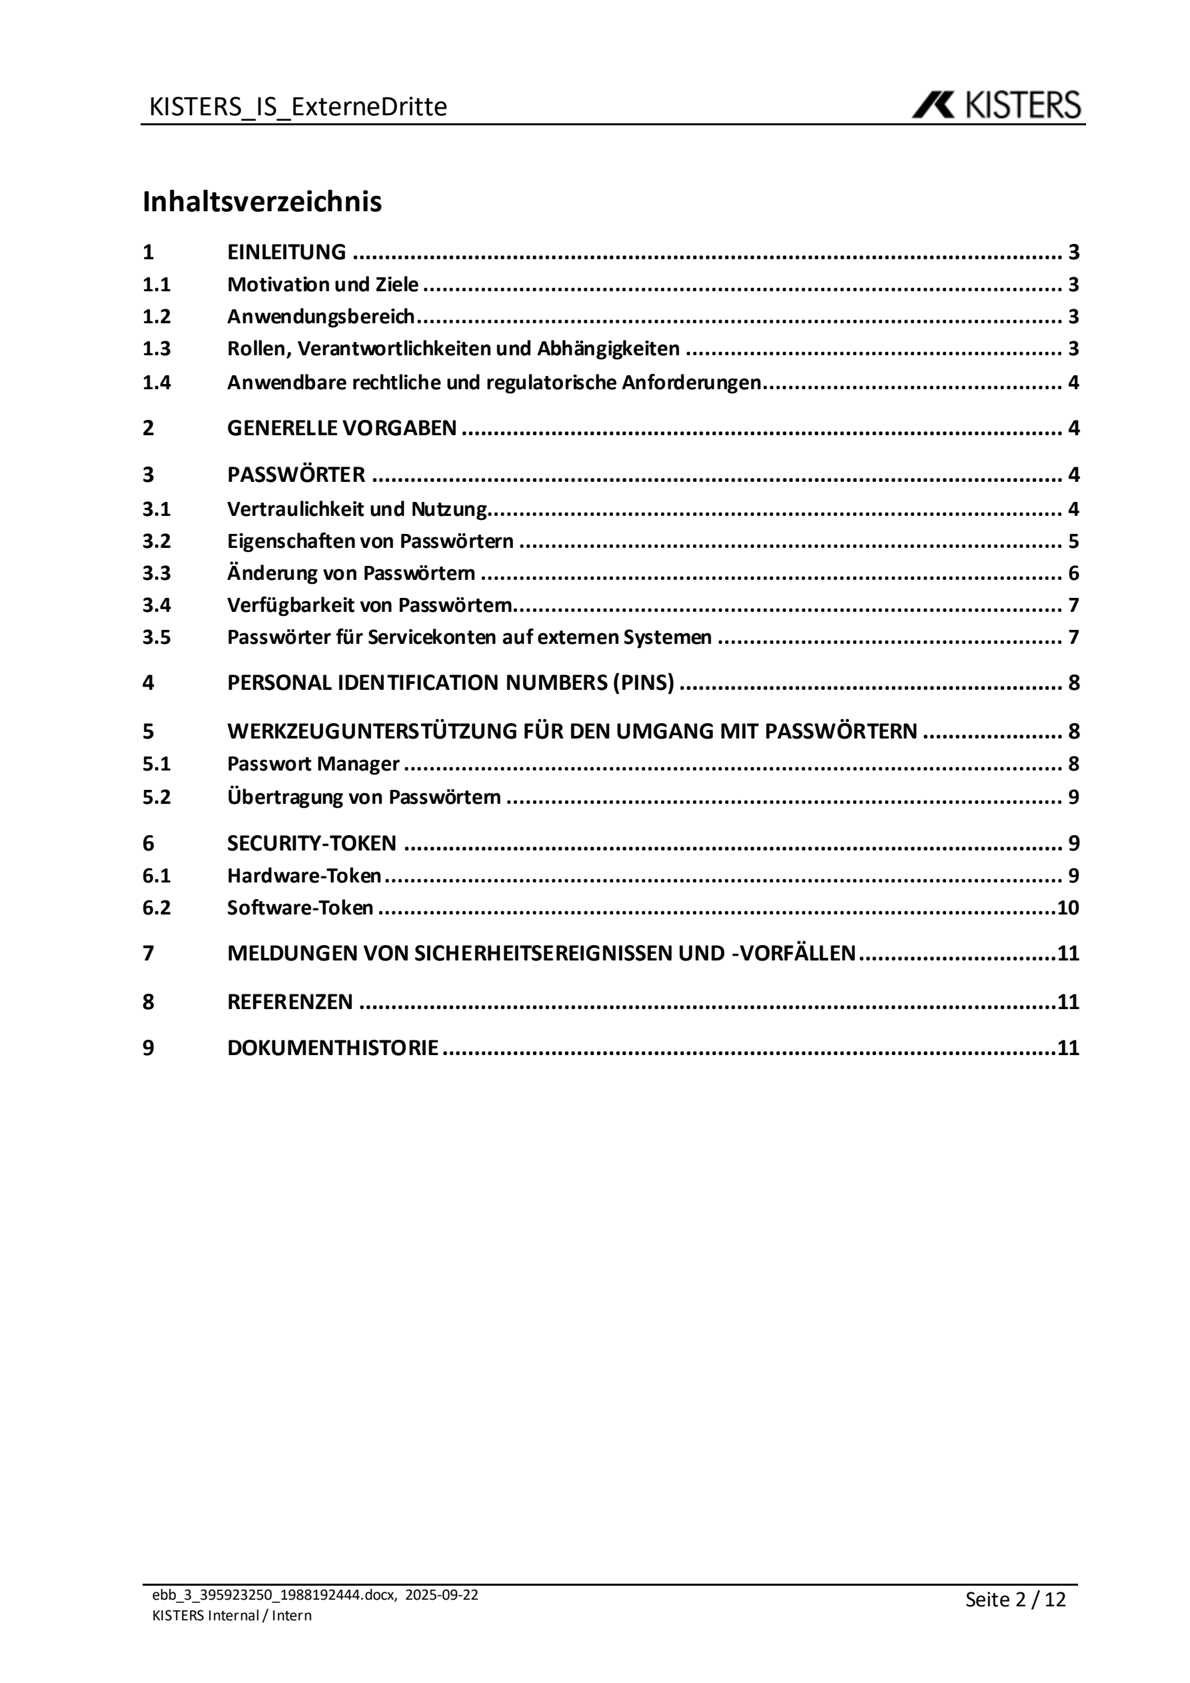 KISTERS_IS_ExterneDritte
KISTERS
Inhaltsverzeichnis
1 EINLEITUNG ................................................ 3
1.1 Motivation und Ziele ................................................ 3
1.2 Anwendungsbereich ................................................ 3
1.3 Rollen, Verantwortlichkeiten und Abhängigkeiten ................................................ 3
1.4 Anwendbare rechtliche und regulatorische Anforderungen ................................................ 4
2 GENERELLE VORGABEN ................................................ 4
3 PASSWÖRTER ................................................ 4
3.1 Vertraulichkeit und Nutzung ................................................ 4
3.2 Eigenschaften von Passwörtern ................................................ 5
3.3 Änderung von Passwörtern ................................................ 6
3.4 Verfügbarkeit von Passwörtern ................................................ 7
3.5 Passwörter für Servicekonten auf externen Systemen ................................................ 7
4 PERSONAL IDENTIFICATION NUMBERS (PINS) ................................................ 8
5 WERKZEUGUNTERSTÜTZUNG FÜR DEN UMGANG MIT PASSWÖRTERN ...................... 8
5.1 Passwort Manager ................................................ 8
5.2 Übertragung von Passwörtern ................................................ 9
6 SECURITY-TOKEN ................................................ 9
6.1 Hardware-Token ................................................ 9
6.2 Software-Token ................................................ 10
7 MELDUNGEN VON SICHERHEITSEREIGNISSEN UND -VORFÄLLEN ............................... 11
8 REFERENZEN ................................................ 11
9 DOKUMENTHISTORIE ................................................ 11
ebb_3_395923250_1988192444.docx, 2025-09-22
Seite 2 / 12
KISTERS Internal / Intern